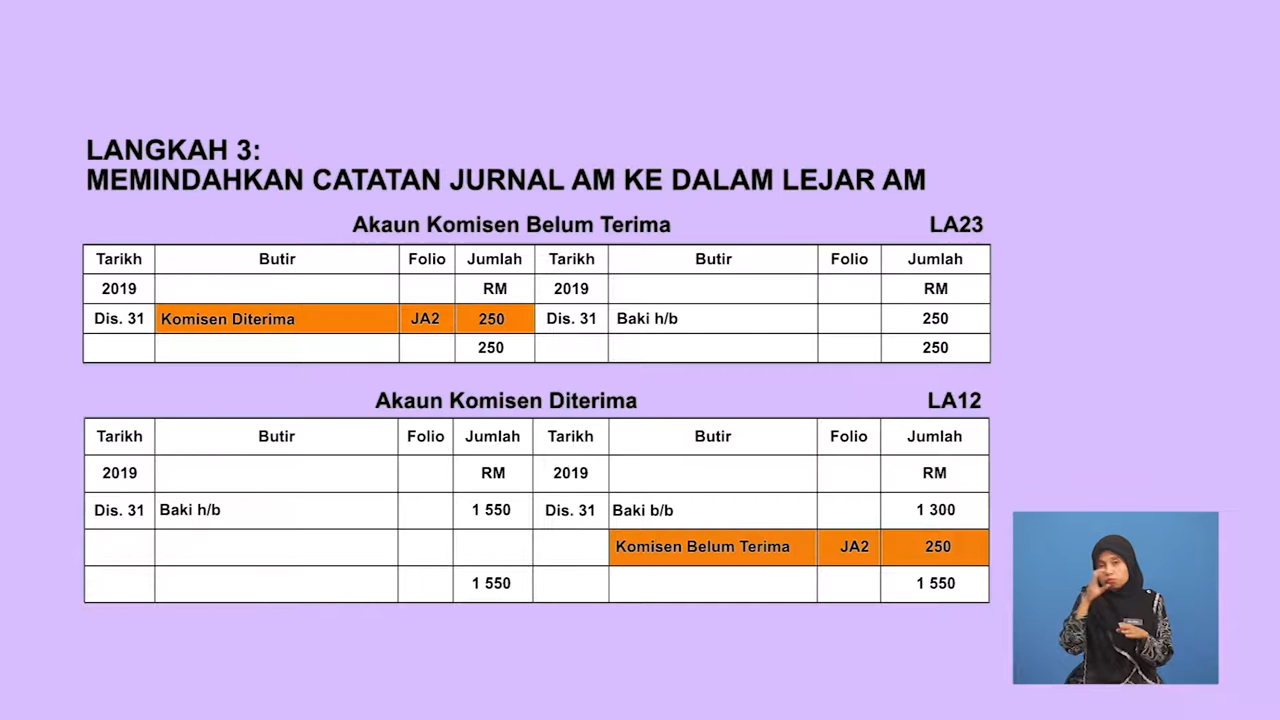 LANGKAH 3:
MEMINDAHKAN CATATAN JURNAL AM KE DALAM LEJAR AM
Akaun Komisen Belum Terima LA23
Tarikh Butir Folio Jumlah Tarikh Butir Folio Jumlah
2019 RM 2019 RM
Dis. 31 Komisen Diterima JA2 250 Dis. 31 Baki h/b 250
250 250
Akaun Komisen Diterima LA12
Tarikh Butir Folio Jumlah Tarikh Butir Folio Jumlah
2019 RM 2019 RM
Dis. 31 Baki h/b 1 550 Dis. 31 Baki b/b 1 300
Komisen Belum Terima JA2 250
1 550 1 550